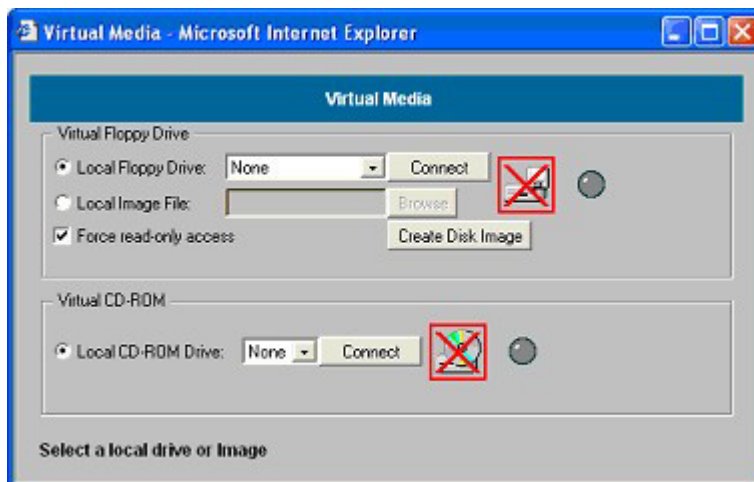 Virtual Media - Microsoft Internet Explorer
Virtual Media
Virtual Floppy Drive
Local Floppy Drive: None Connect
Local Image File: Browse
Force read-only access Create Disk Image
Virtual CD-ROM
Local CD-ROM Drive: None Connect
Select a local drive or Image